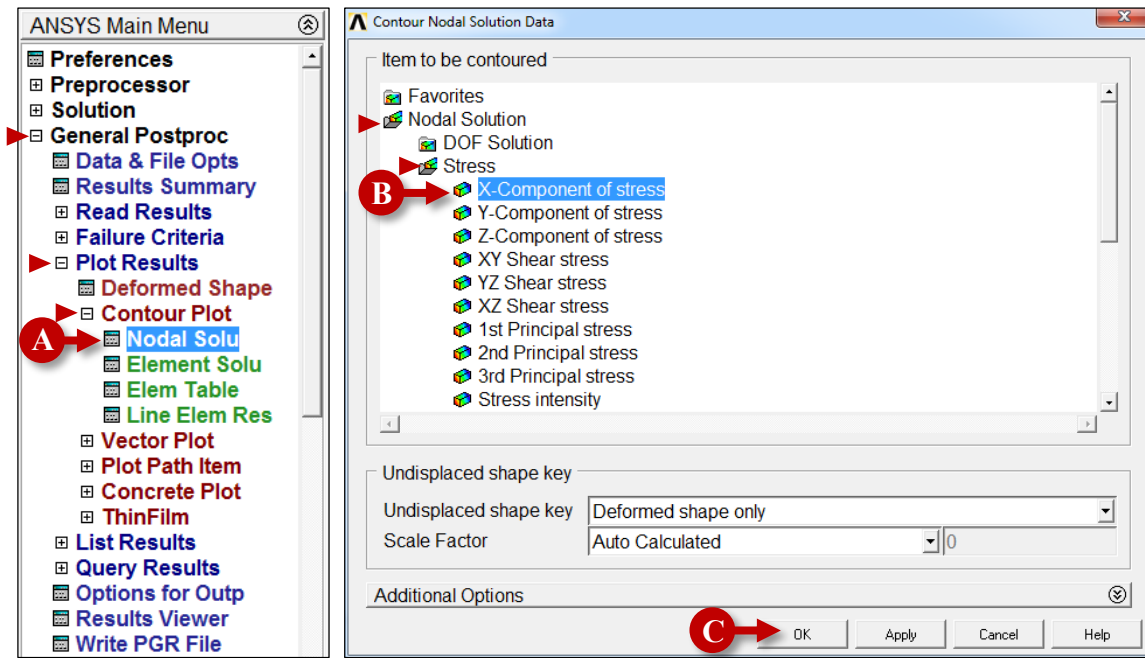 ANSYS Main Menu
Preferences
Preprocessor
Solution
General Postproc
Data & File Opts
Results Summary
Read Results
Failure Criteria
Plot Results
Deformed Shape
Contour Plot
A
Nodal Solu
Element Solu
Elem Table
Line Elem Res
Vector Plot
Plot Path Item
Concrete Plot
ThinFilm
List Results
Query Results
Options for Outp
Results Viewer
Write PGR File
Contour Nodal Solution Data
Item to be contoured
Favorites
Nodal Solution
DOF Solution
Stress
B
X-Component of stress
Y-Component of stress
Z-Component of stress
XY Shear stress
YZ Shear stress
XZ Shear stress
1st Principal stress
2nd Principal stress
3rd Principal stress
Stress intensity
Undisplaced shape key
Undisplaced shape key Deformed shape only
Scale Factor Auto Calculated 0
Additional Options
C OK Apply Cancel Help